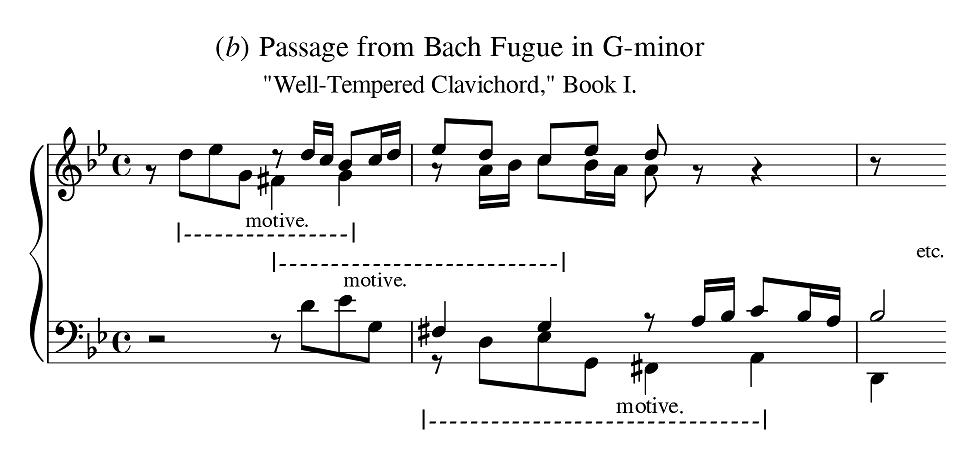 (b) Passage from Bach Fugue in G-minor
"Well-Tempered Clavichord," Book I.
motive.
etc.
motive.
motive.